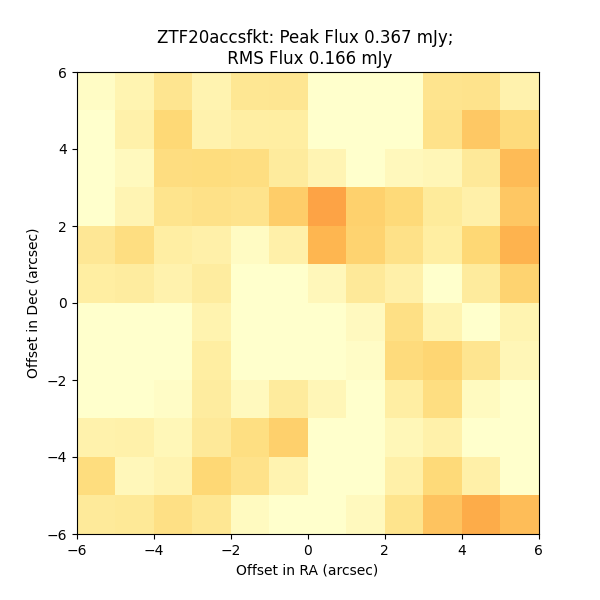 ZTF20accsfkt: Peak Flux 0.367 mJy;
RMS Flux 0.166 mJy
6
4
2
0
−2
−4
−6
Offset in Dec (arcsec)
−6 −4 −2 0 2 4 6
Offset in RA (arcsec)